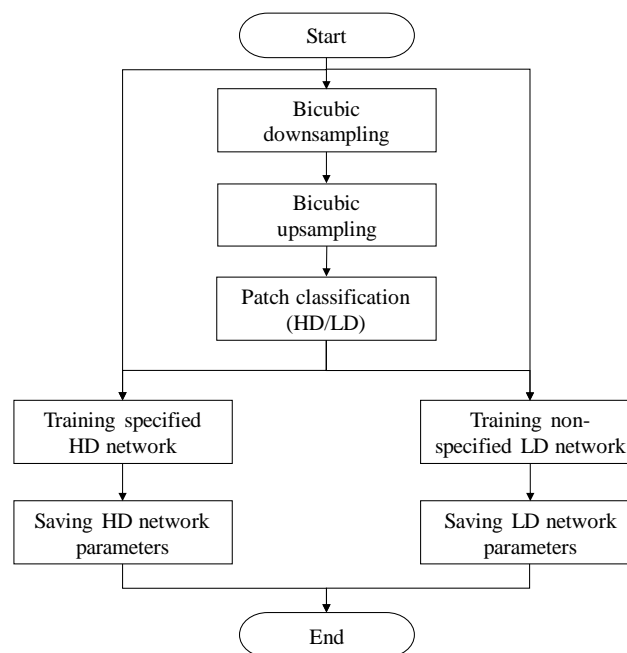 Start
Bicubic
downsampling
Bicubic
upsampling
Patch classification
(HD/LD)
Training specified
HD network
Training non-
specified LD network
Saving HD network
parameters
Saving LD network
parameters
End